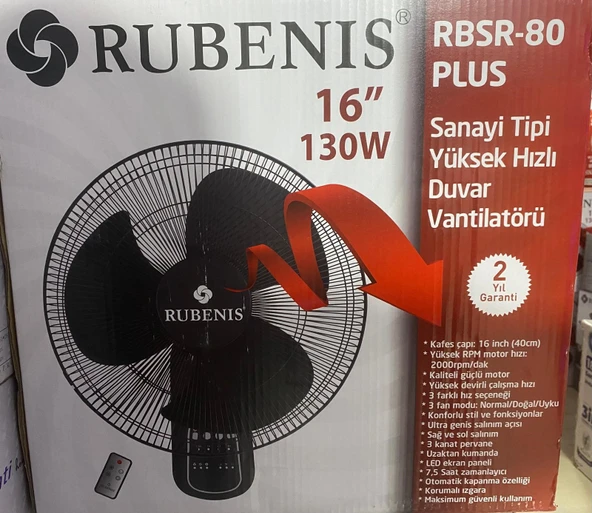 RUBENIS®
16"
130W
RUBENIS
RBSR-80
PLUS
Sanayi Tipi
Yüksek Hızlı
Duvar
Vantilatörü
2
Yıl
Garanti
* Kafes çapı: 16 inch (40cm)
* Yüksek RPM motor hızı:
2000rpm/dak
* Kaliteli güçlü motor
* Yüksek devirli çalışma hızı
* 3 farklı hız seçeneği
* 3 fan modu: Normal/Doğal/Uyku
* Konforlu stil ve fonksiyonlar
* Ultra genis salınım açısı
* Sağ ve sol salınım
* 3 kanat pervane
* Uzaktan kumanda
* LED ekran paneli
* 7,5 Saat zamanlayıcı
* Otomatik kapanma özelliği
* Korumalı ızgara
* Maksimum güvenli kullanım